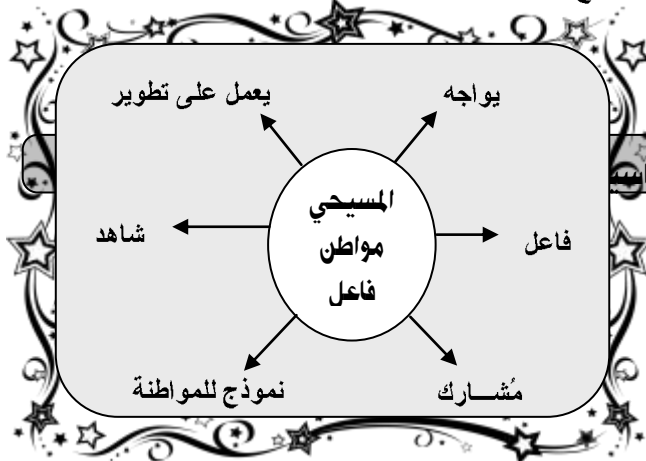 يواجه
يعمل على تطوير
المسيحي
مواطن
فاعل
فاعل
شاهد
مُشـــارك
نموذج للمواطنة